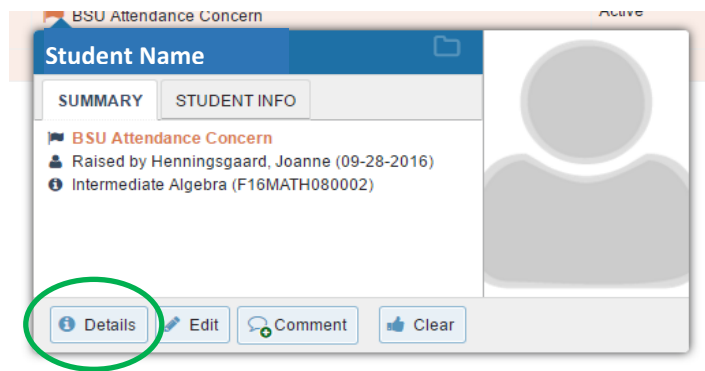 BSU Attendance Concern Active
Student Name
SUMMARY STUDENT INFO
BSU Attendance Concern
Raised by Henningsgaard, Joanne (09-28-2016)
Intermediate Algebra (F16MATH080002)
Details Edit Comment Clear